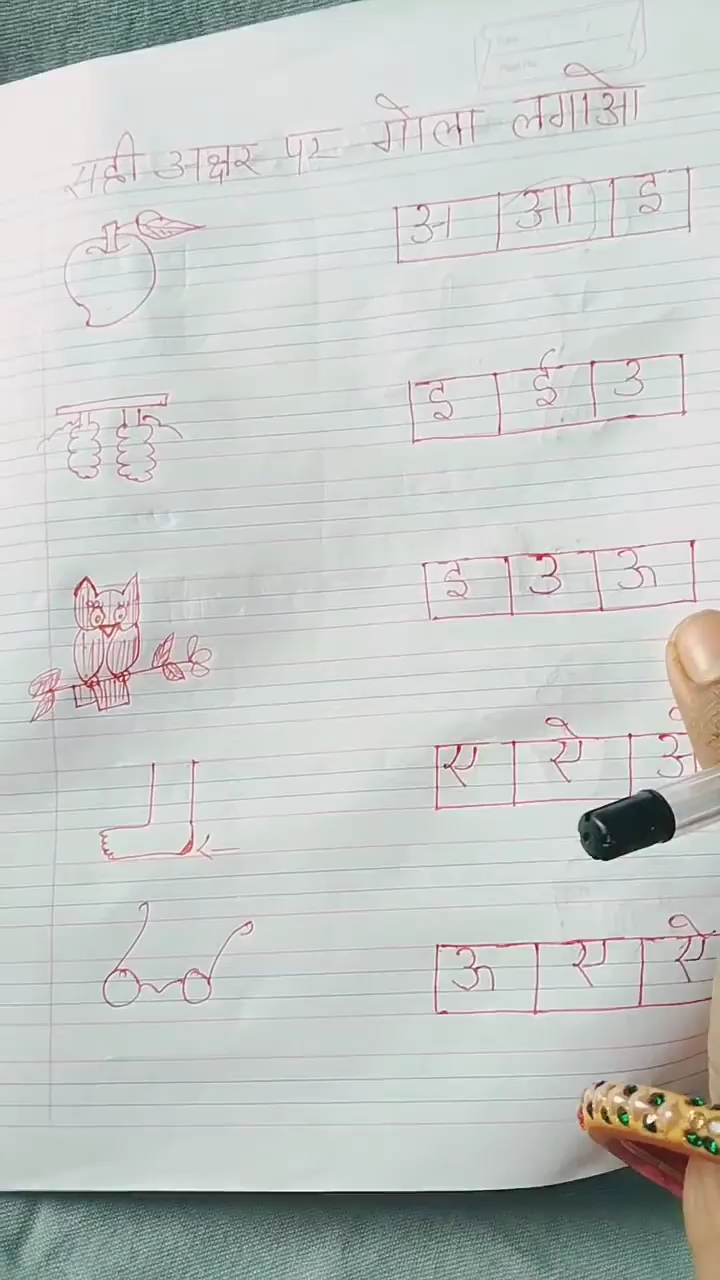 सही अक्षर पर गोला लगाओ
अ आ इ
इ ई उ
इ उ ऊ
ए ऐ
ऊ ए ऐ